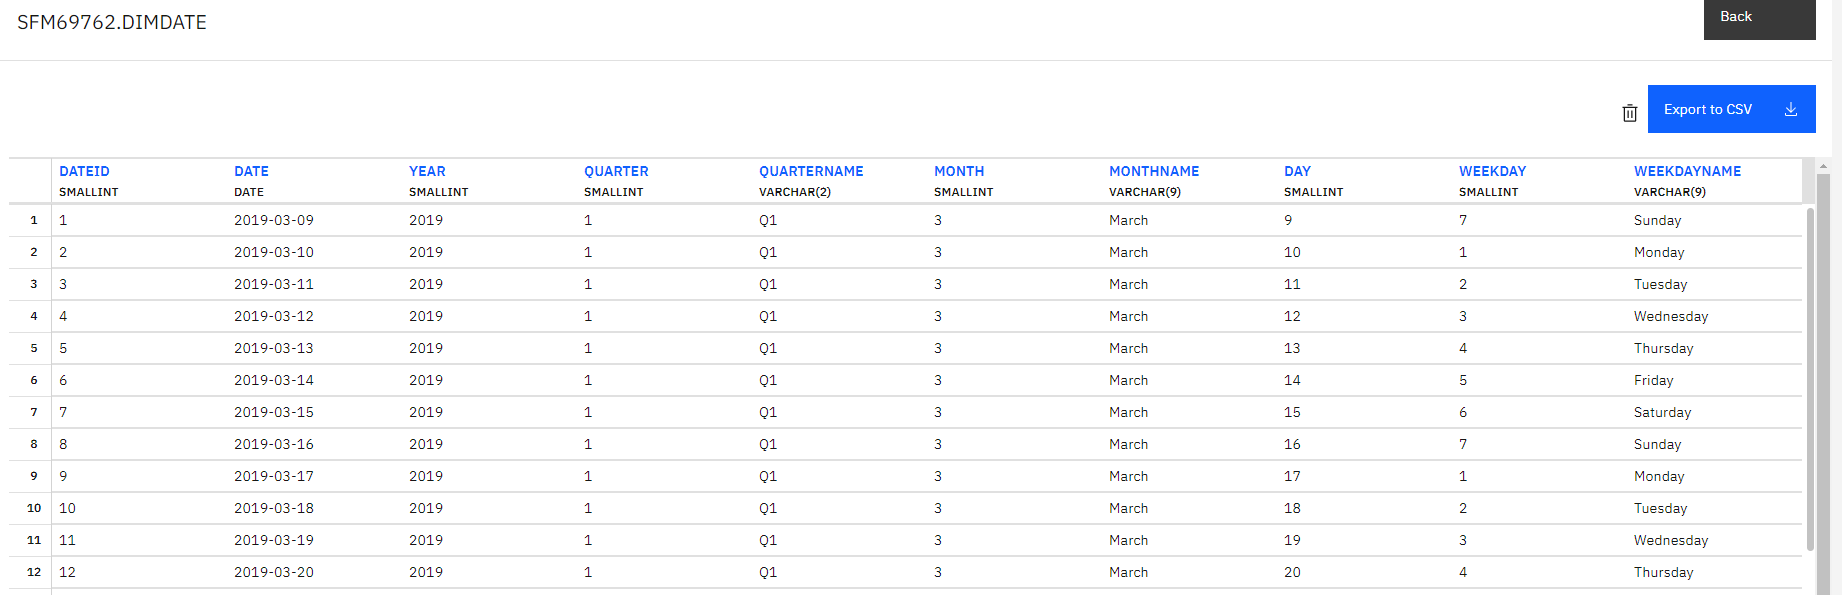 SFM69762.DIMDATE
Back
Export to CSV
DATEID DATE YEAR QUARTER QUARTERNAME MONTH MONTHNAME DAY WEEKDAY WEEKDAYNAME
SMALLINT DATE SMALLINT SMALLINT VARCHAR(2) SMALLINT VARCHAR(9) SMALLINT SMALLINT VARCHAR(9)
1 1 2019-03-09 2019 1 Q1 3 March 9 7 Sunday
2 2 2019-03-10 2019 1 Q1 3 March 10 1 Monday
3 3 2019-03-11 2019 1 Q1 3 March 11 2 Tuesday
4 4 2019-03-12 2019 1 Q1 3 March 12 3 Wednesday
5 5 2019-03-13 2019 1 Q1 3 March 13 4 Thursday
6 6 2019-03-14 2019 1 Q1 3 March 14 5 Friday
7 7 2019-03-15 2019 1 Q1 3 March 15 6 Saturday
8 8 2019-03-16 2019 1 Q1 3 March 16 7 Sunday
9 9 2019-03-17 2019 1 Q1 3 March 17 1 Monday
10 10 2019-03-18 2019 1 Q1 3 March 18 2 Tuesday
11 11 2019-03-19 2019 1 Q1 3 March 19 3 Wednesday
12 12 2019-03-20 2019 1 Q1 3 March 20 4 Thursday